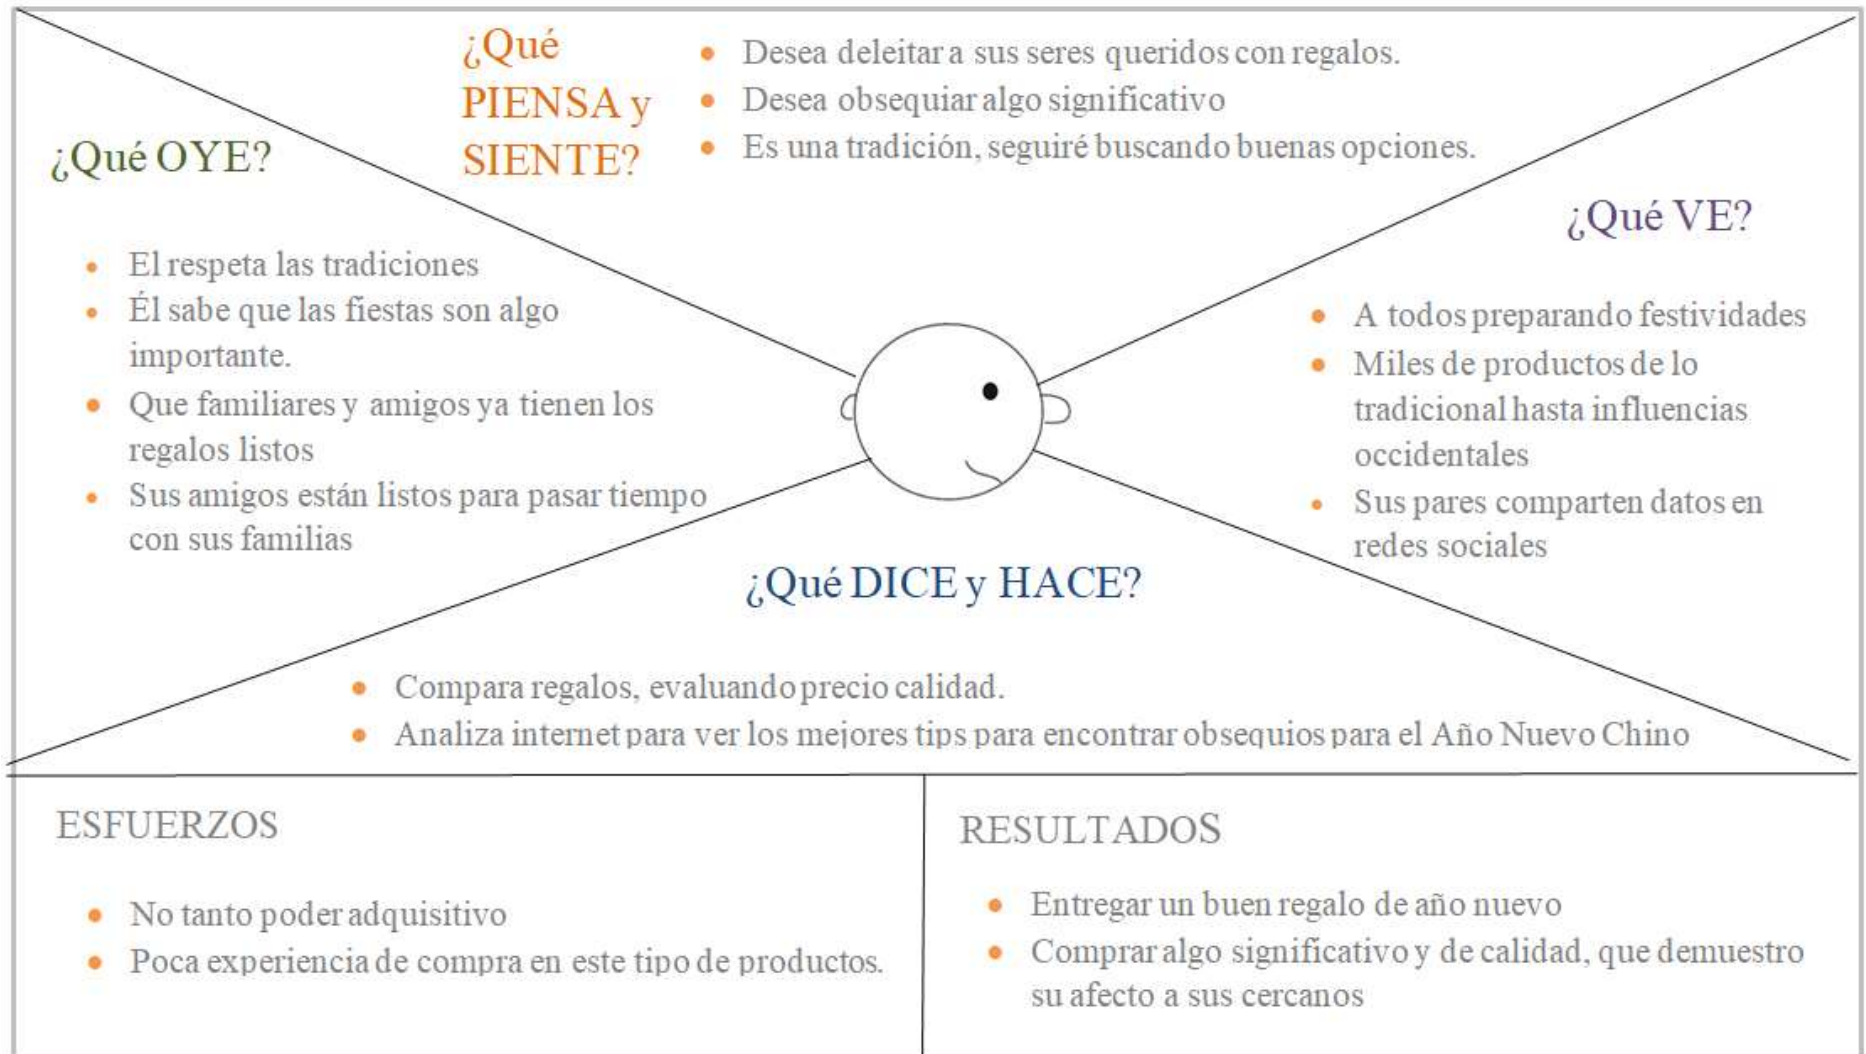 ¿Qué
PIENSA y
SIENTE?
Desea deleitar a sus seres queridos con regalos.
Desea obsequiar algo significativo
Es una tradición, seguiré buscando buenas opciones.
¿Qué OYE?
El respeta las tradiciones
Él sabe que las fiestas son algo
importante.
Que familiares y amigos ya tienen los
regalos listos
Sus amigos están listos para pasar tiempo
con sus familias
¿Qué VE?
A todos preparando festividades
Miles de productos de lo
tradicional hasta influencias
occidentales
Sus pares comparten datos en
redes sociales
¿Qué DICE y HACE?
Compara regalos, evaluando precio calidad.
Analiza internet para ver los mejores tips para encontrar obsequios para el Año Nuevo Chino
ESFUERZOS
No tanto poder adquisitivo
Poca experiencia de compra en este tipo de productos.
RESULTADOS
Entregar un buen regalo de año nuevo
Comprar algo significativo y de calidad, que demuestro
su afecto a sus cercanos